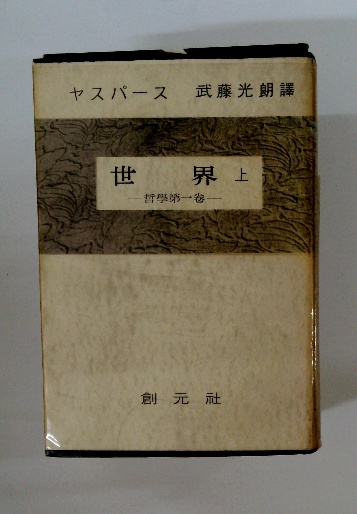 ヤスパース 武藤光朗譯
世界 上
―哲學第一卷―
創元社